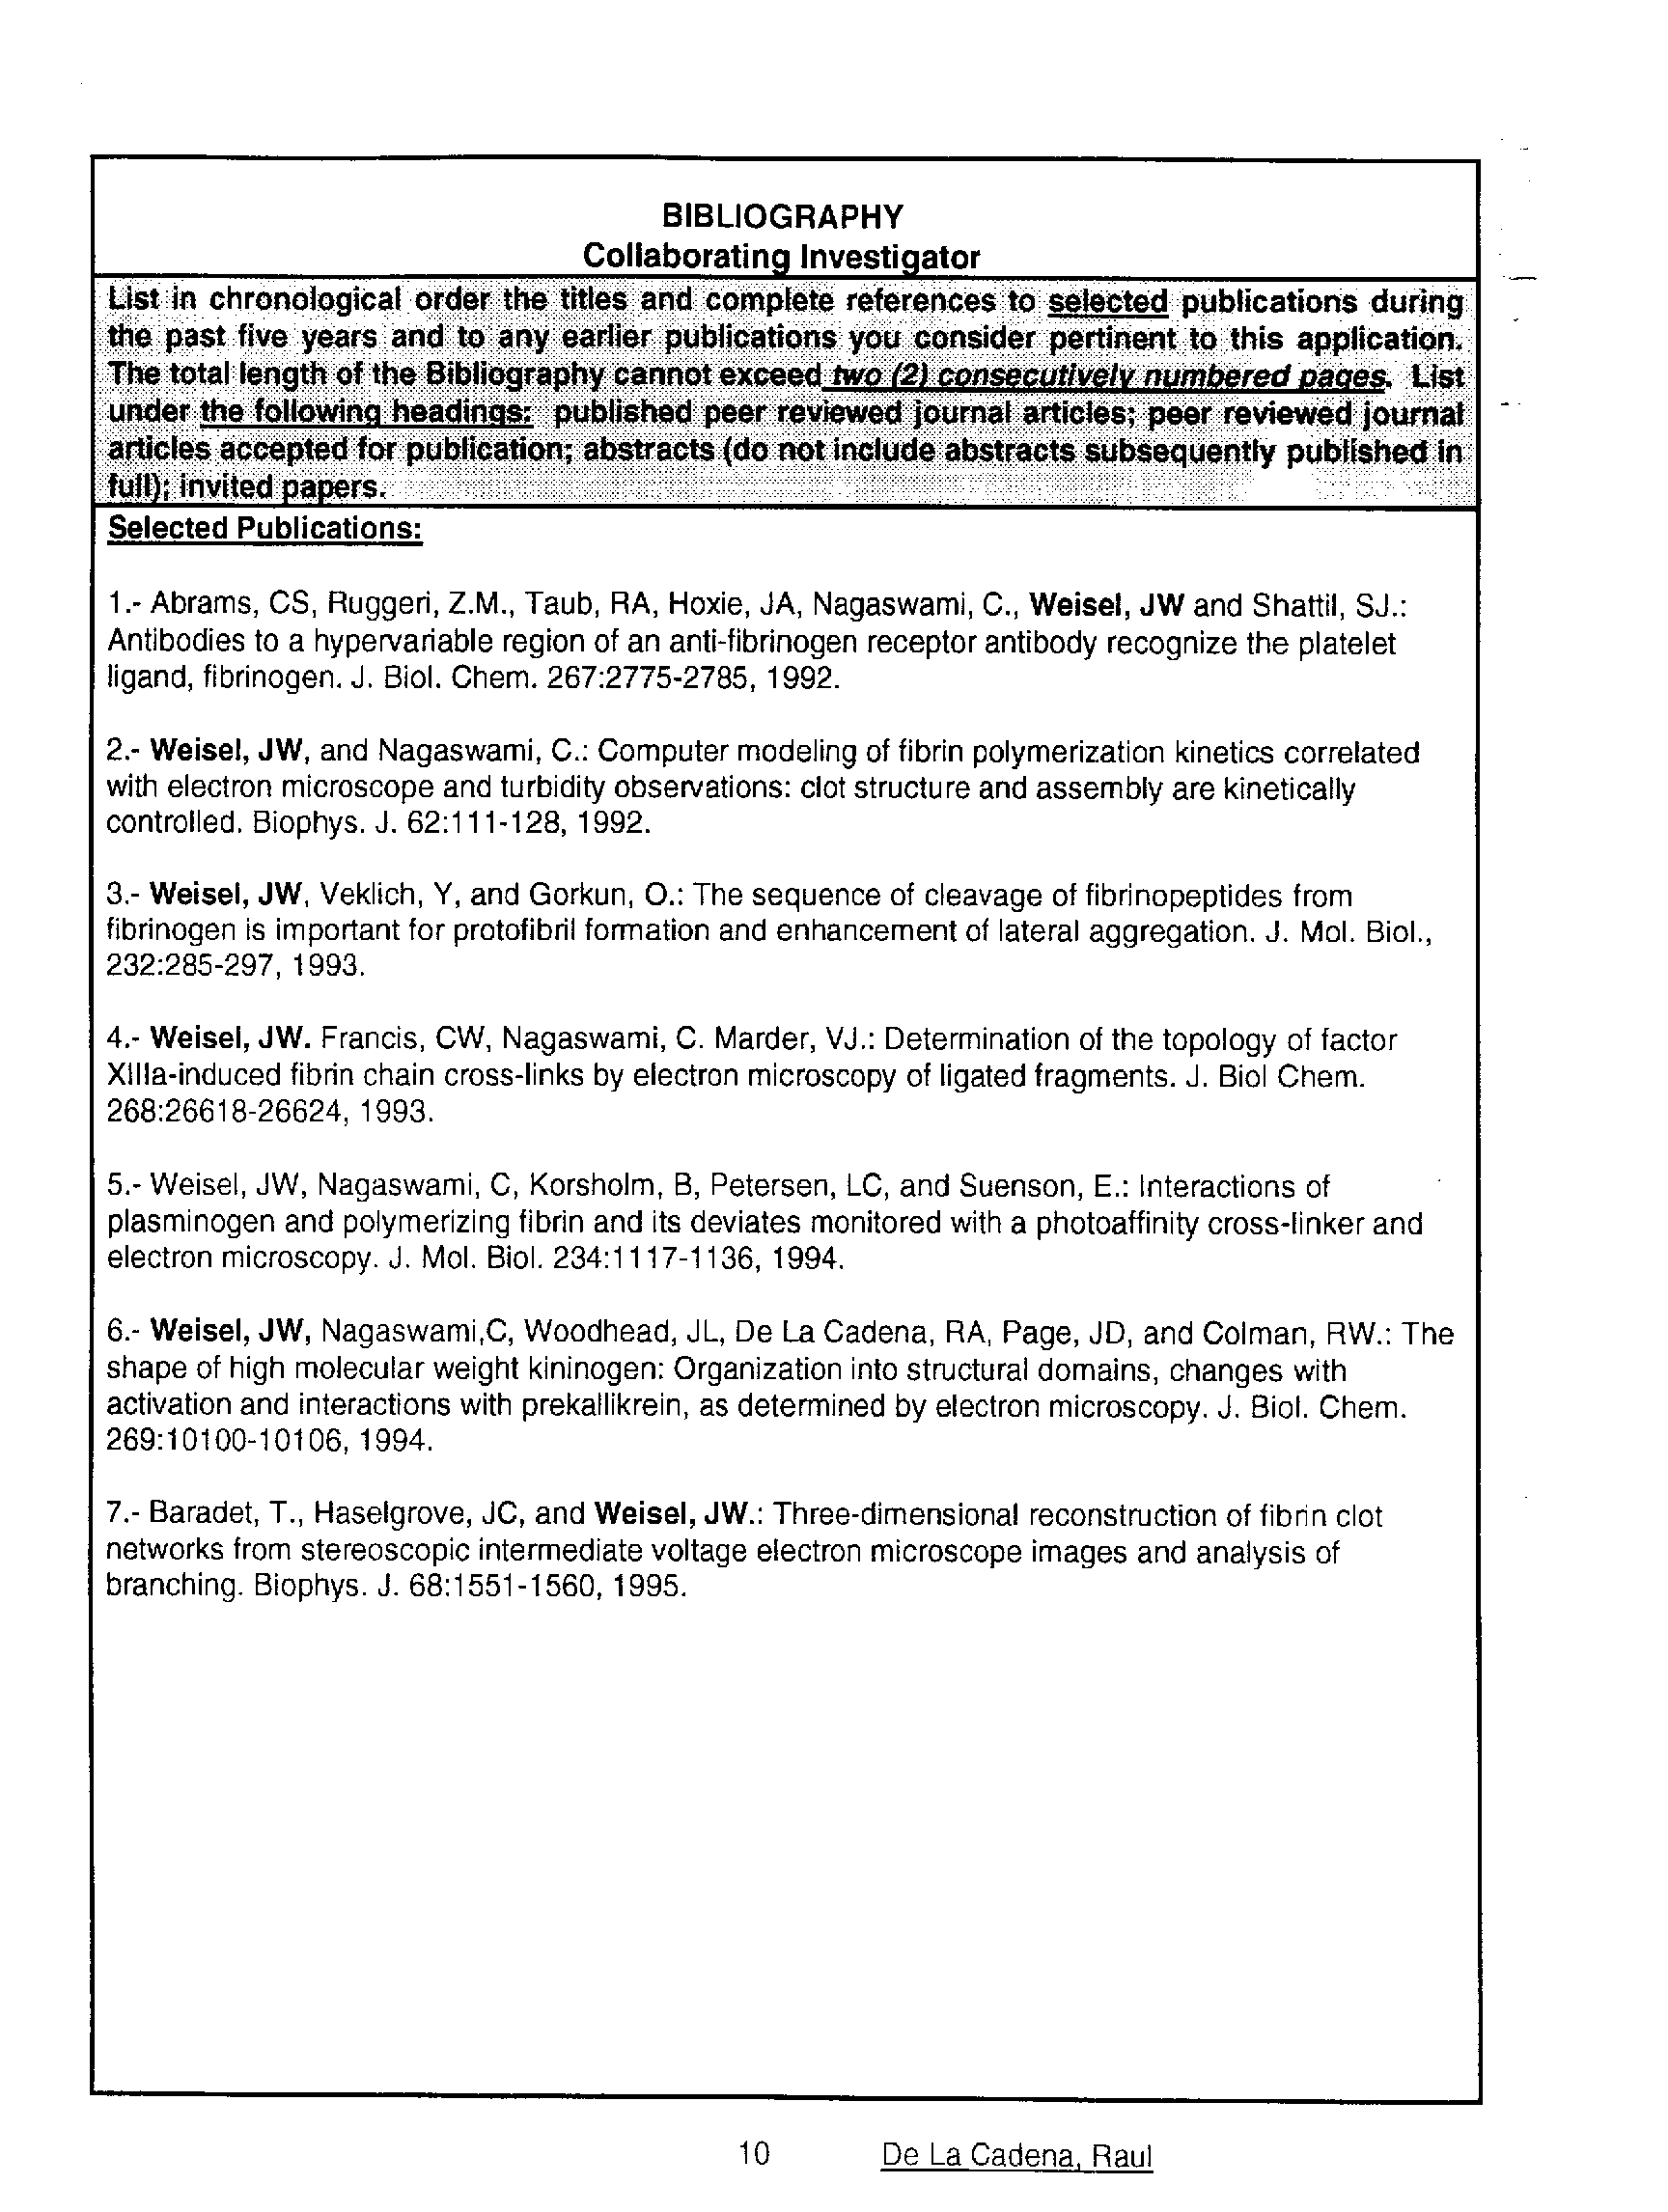 BIBLIOGRAPHY
Collaborating Investigator
List in chronological order the titles and complete references to selected publications during
the past five years and to any earlier publications you consider pertinent to this application.
The total length of the Bibliography cannot exceed two (2) consecutively numbered pages. List
under the following headings: published peer reviewed journal articles; peer reviewed journal
articles accepted for publication; abstracts (do not include abstracts subsequently published in
full); invited papers.
Selected Publications:
1.- Abrams, CS, Ruggeri, Z.M., Taub, RA, Hoxie, JA, Nagaswami, C., Weisel, JW and Shattil, SJ.:
Antibodies to a hypervariable region of an anti-fibrinogen receptor antibody recognize the platelet
ligand, fibrinogen. J. Biol. Chem. 267:2775-2785, 1992.
2.- Weisel, JW, and Nagaswami, C.: Computer modeling of fibrin polymerization kinetics correlated
with electron microscope and turbidity observations: clot structure and assembly are kinetically
controlled. Biophys. J. 62:111-128, 1992.
3.- Weisel, JW, Veklich, Y, and Gorkun, O.: The sequence of cleavage of fibrinopeptides from
fibrinogen is important for protofibril formation and enhancement of lateral aggregation. J. Mol. Biol.,
232:285-297, 1993.
4.- Weisel, JW. Francis, CW, Nagaswami, C. Marder, VJ.: Determination of the topology of factor
XIIIa-induced fibrin chain cross-links by electron microscopy of ligated fragments. J. Biol Chem.
268:26618-26624, 1993.
5.- Weisel, JW, Nagaswami, C, Korsholm, B, Petersen, LC, and Suenson, E.: Interactions of
plasminogen and polymerizing fibrin and its deviates monitored with a photoaffinity cross-linker and
electron microscopy. J. Mol. Biol. 234:1117-1136, 1994.
6.- Weisel, JW, Nagaswami,C, Woodhead, JL, De La Cadena, RA, Page, JD, and Colman, RW.: The
shape of high molecular weight kininogen: Organization into structural domains, changes with
activation and interactions with prekallikrein, as determined by electron microscopy. J. Biol. Chem.
269:10100-10106, 1994.
7.- Baradet, T., Haselgrove, JC, and Weisel, JW.: Three-dimensional reconstruction of fibrin clot
networks from stereoscopic intermediate voltage electron microscope images and analysis of
branching. Biophys. J. 68:1551-1560, 1995.
10 De La Cadena, Raul